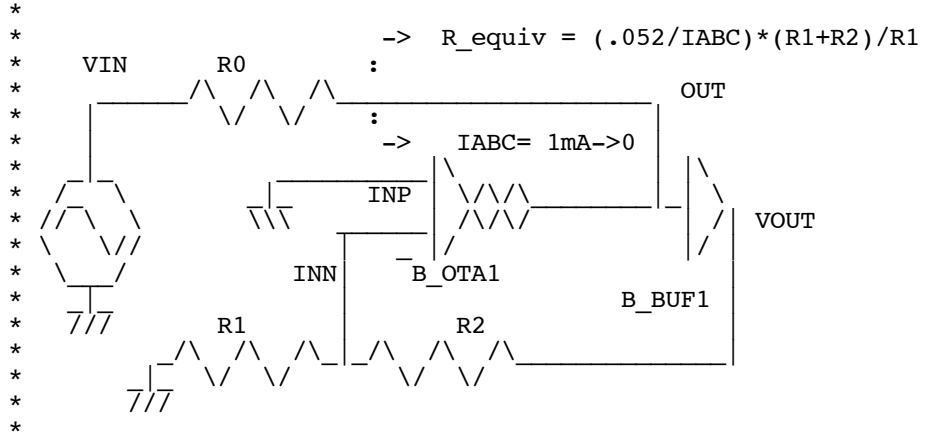 -> R_equiv = (.052/IABC)*(R1+R2)/R1
VIN R0 :
OUT
:
-> IABC= 1mA->0
INP
VOUT
INN B_OTA1
B_BUF1
R1 R2